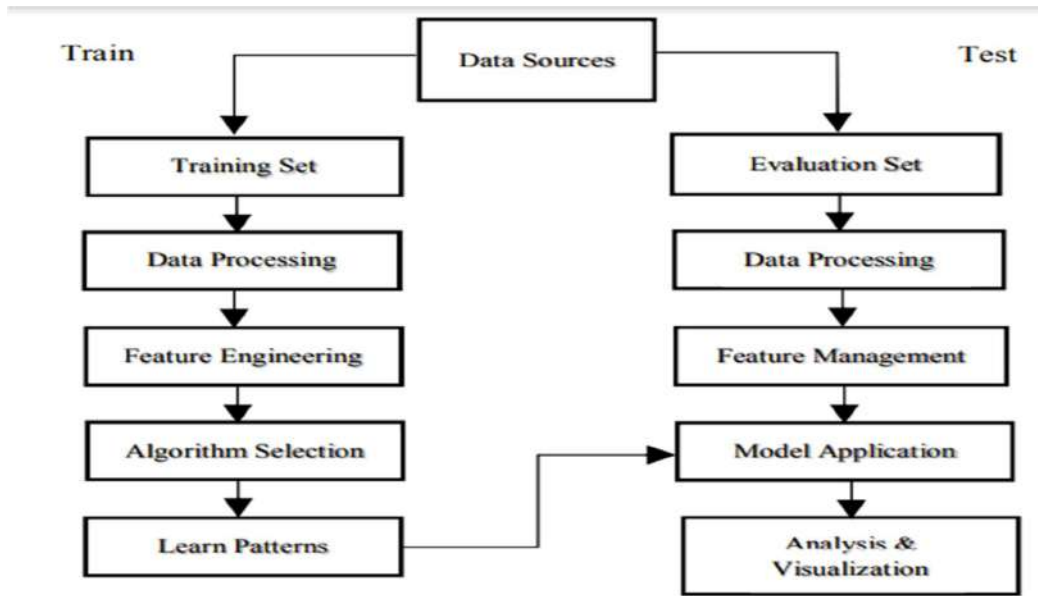 Train
Data Sources
Test
Training Set
Evaluation Set
Data Processing
Data Processing
Feature Engineering
Feature Management
Algorithm Selection
Model Application
Learn Patterns
Analysis &
Visualization